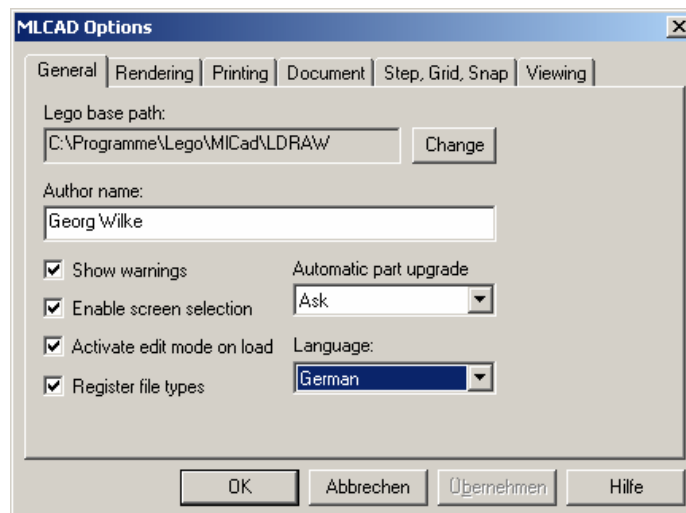 MLCAD Options
General Rendering Printing Document Step, Grid, Snap Viewing
Lego base path:
C:\Programme\Lego\MlCad\LDRAW Change
Author name:
Georg Wilke
Show warnings
Automatic part upgrade
Enable screen selection
Ask
Activate edit mode on load
Language:
Register file types
German
OK Abbrechen Übernehmen Hilfe